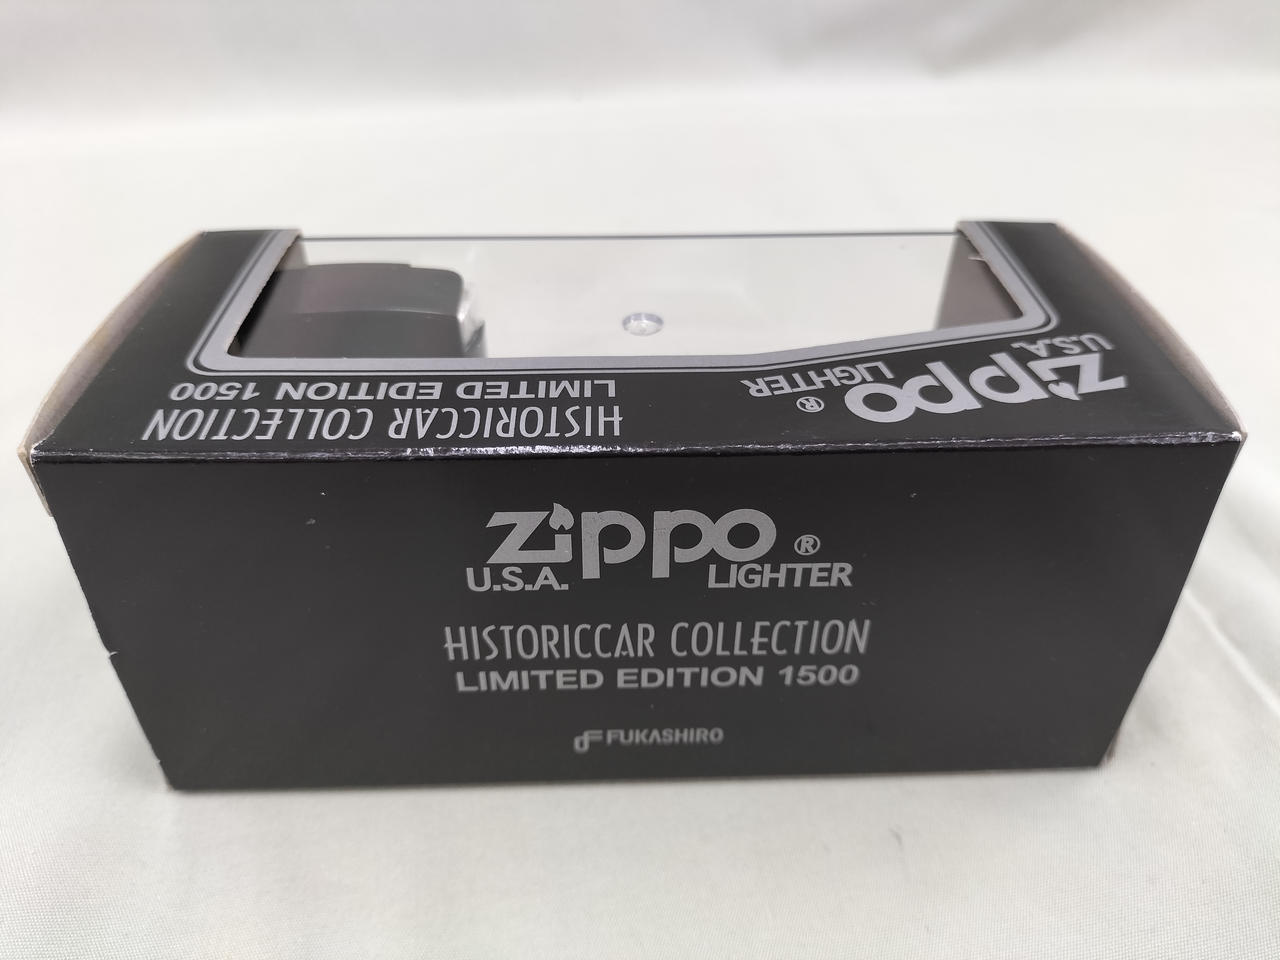 HISTORICCAR COLLECTION
LIMITED EDITION 1500
zippo®
U.S.A. LIGHTER
zippo®
U.S.A. LIGHTER
HISTORICCAR COLLECTION
LIMITED EDITION 1500
FUKASHIRO